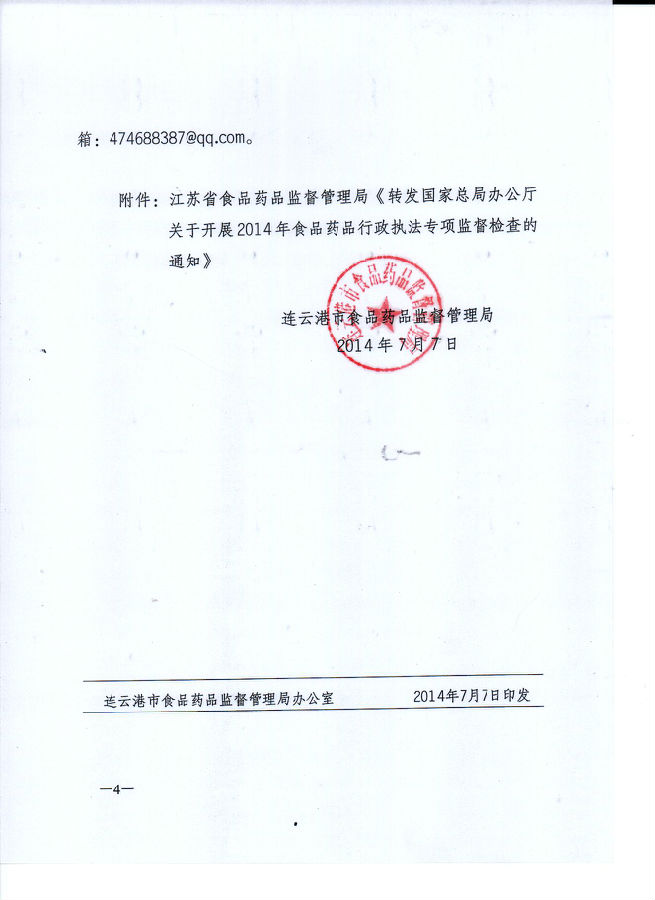 箱：474688387@qq.com。
附件：江苏省食品药品监督管理局《转发国家总局办公厅
关于开展2014年食品药品行政执法专项监督检查的
通知》
连云港市食品药品监督管理局
连云港市食品药品监督管理局
2014年7月7日
连云港市食品药品监督管理局办公室 2014年7月7日印发
—4—